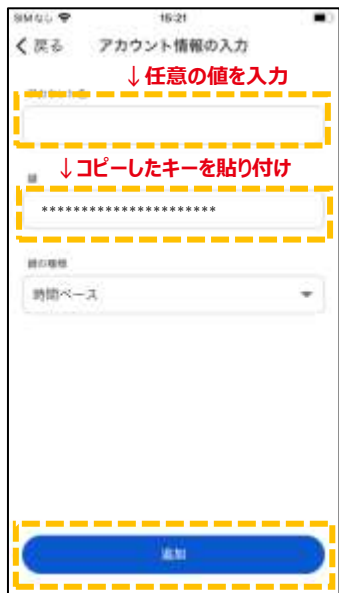 SIMなし 16:21
戻る アカウント情報の入力
↓任意の値を入力
↓コピーしたキーを貼り付け
鍵
**********************
鍵の種類
時間ベース
追加